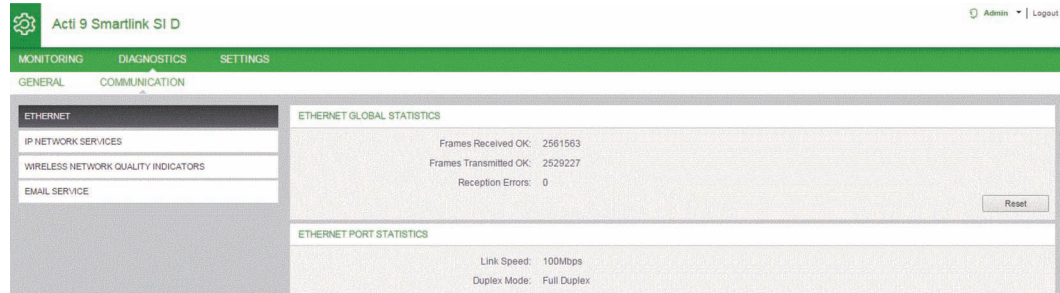 Acti 9 Smartlink SI D
Admin | Logout
MONITORING DIAGNOSTICS SETTINGS
GENERAL COMMUNICATION
ETHERNET
IP NETWORK SERVICES
WIRELESS NETWORK QUALITY INDICATORS
EMAIL SERVICE
ETHERNET GLOBAL STATISTICS
Frames Received OK: 2561563
Frames Transmitted OK: 2529227
Reception Errors: 0
Reset
ETHERNET PORT STATISTICS
Link Speed: 100Mbps
Duplex Mode: Full Duplex